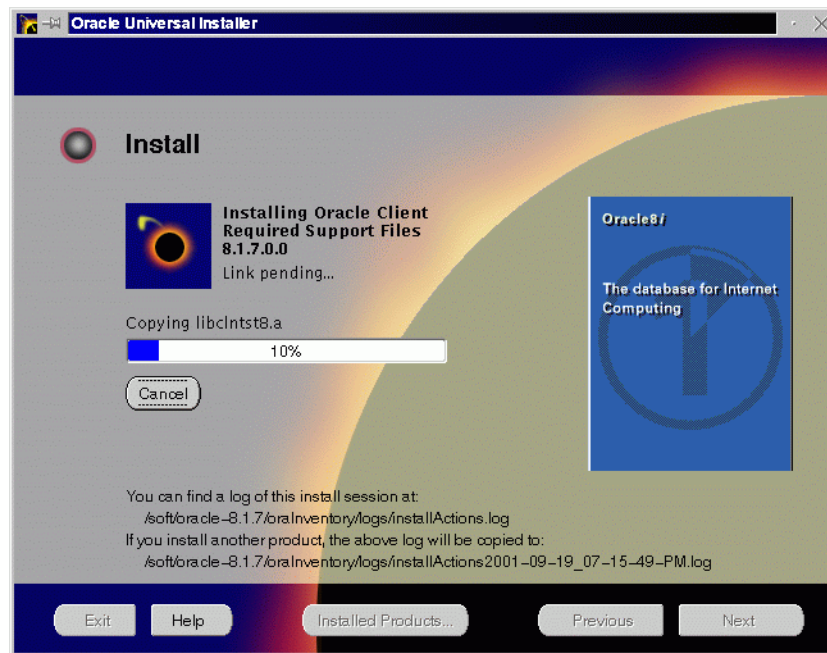 Oracle Universal Installer
Install
Installing Oracle Client
Required Support Files
8.1.7.0.0
Link pending...
Copying libclntst8.a
10%
Cancel
Oracle8i
The database for Internet
Computing
You can find a log of this install session at:
/soft/oracle-8.1.7/oraInventory/logs/installActions.log
If you install another product, the above log will be copied to:
/soft/oracle-8.1.7/oraInventory/logs/installActions2001-09-19_07-15-49-PM.log
Exit
Help
Installed Products...
Previous
Next